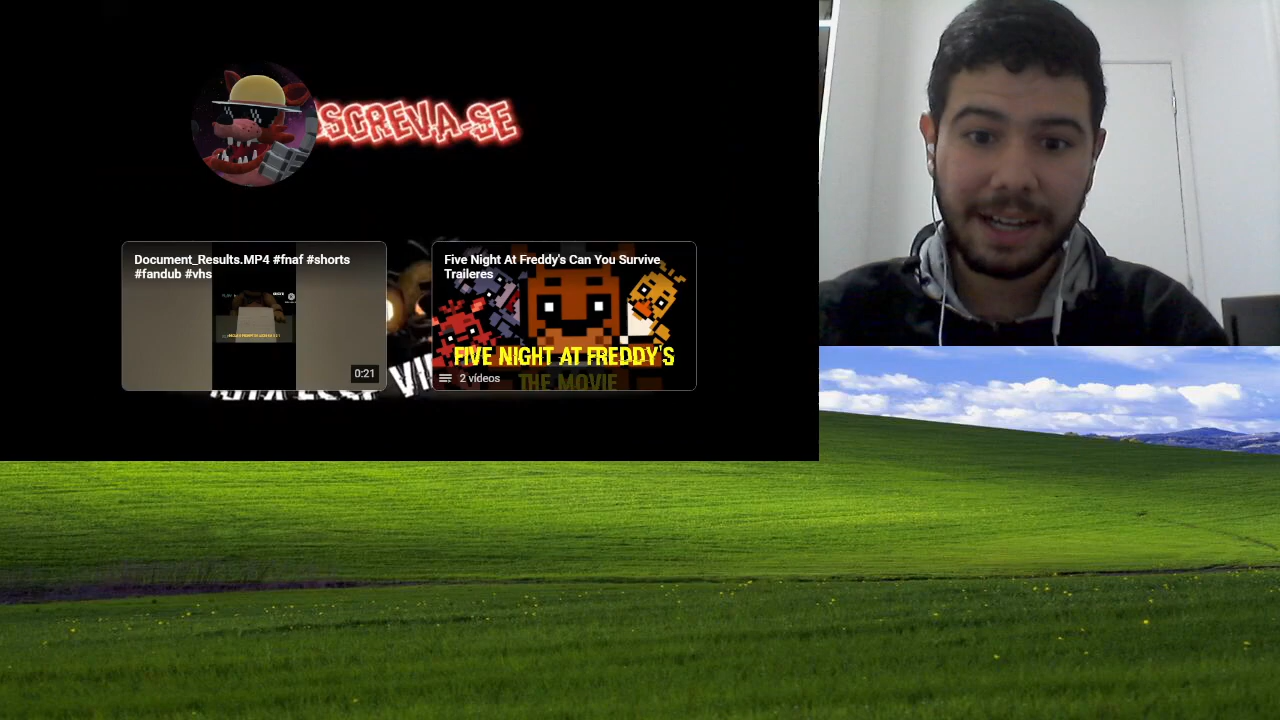 SCREVA-SE
Document_Results.MP4 #fnaf #shorts
#fandub #vhs
0:21
Five Night At Freddy's Can You Survive
Traileres
FIVE NIGHT AT FREDDY'S
THE MOVIE
2 vídeos